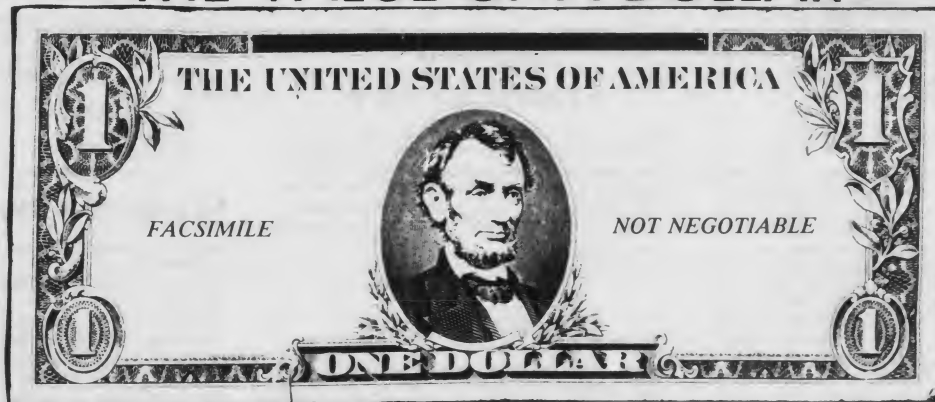 1 THE UNITED STATES OF AMERICA 1
FACSIMILE NOT NEGOTIABLE
1 ONE DOLLAR 1